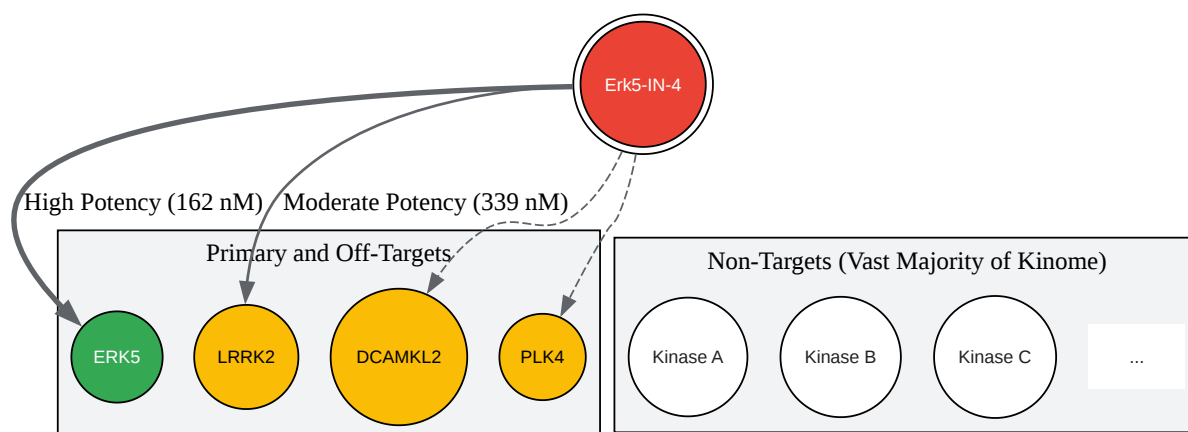 Erk5-IN-4
High Potency (162 nM)
Moderate Potency (339 nM)
Primary and Off-Targets
Non-Targets (Vast Majority of Kinome)
ERK5
LRRK2
DCAMKL2
PLK4
Kinase A
Kinase B
Kinase C
...